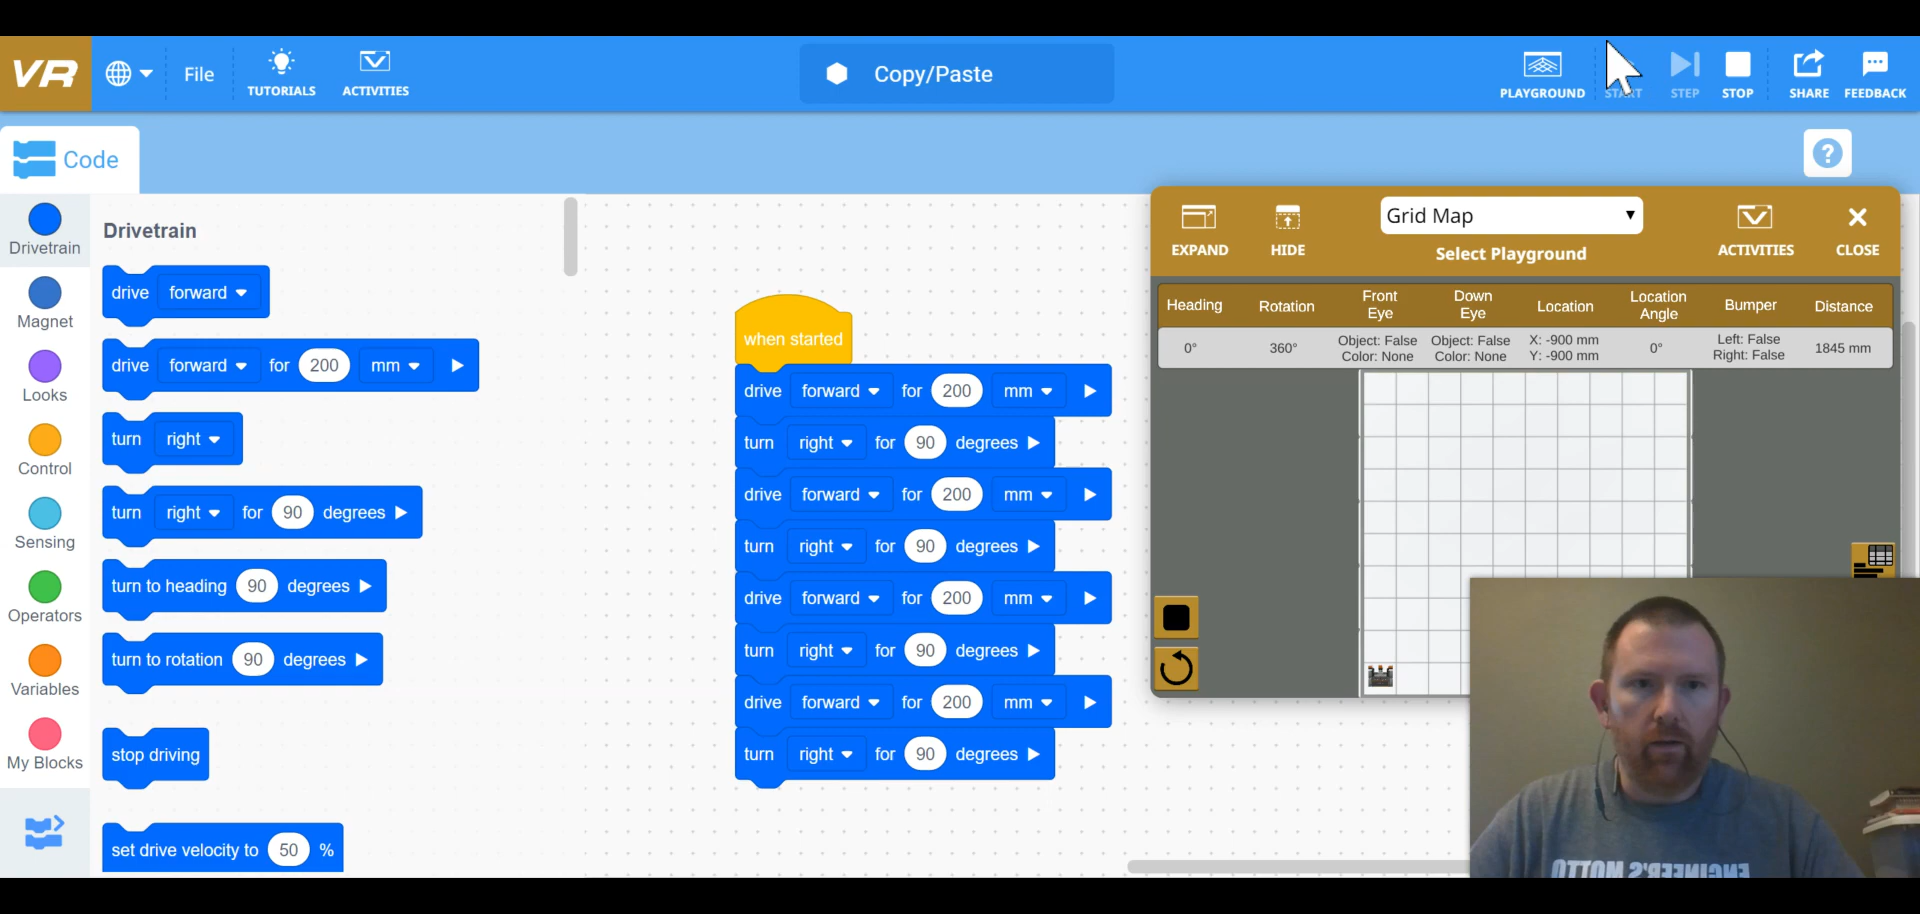 VR
File
TUTORIALS
ACTIVITIES
Copy/Paste
PLAYGROUND
START
STEP
STOP
SHARE
FEEDBACK
Code
?
Drivetrain
Magnet
Looks
Control
Sensing
Operators
Variables
My Blocks
Drivetrain
drive forward
drive forward for 200 mm
turn right
turn right for 90 degrees
turn to heading 90 degrees
turn to rotation 90 degrees
stop driving
set drive velocity to 50 %
when started
drive forward for 200 mm
turn right for 90 degrees
drive forward for 200 mm
turn right for 90 degrees
drive forward for 200 mm
turn right for 90 degrees
drive forward for 200 mm
turn right for 90 degrees
EXPAND
HIDE
Grid Map
Select Playground
ACTIVITIES
CLOSE
Heading Rotation Front Eye Down Eye Location Location Angle Bumper Distance
0° 360° Object: False Object: False X: -900 mm 0° Left: False 1845 mm
Color: None Color: None Y: -900 mm Right: False
ENGINEER'S MOTTO